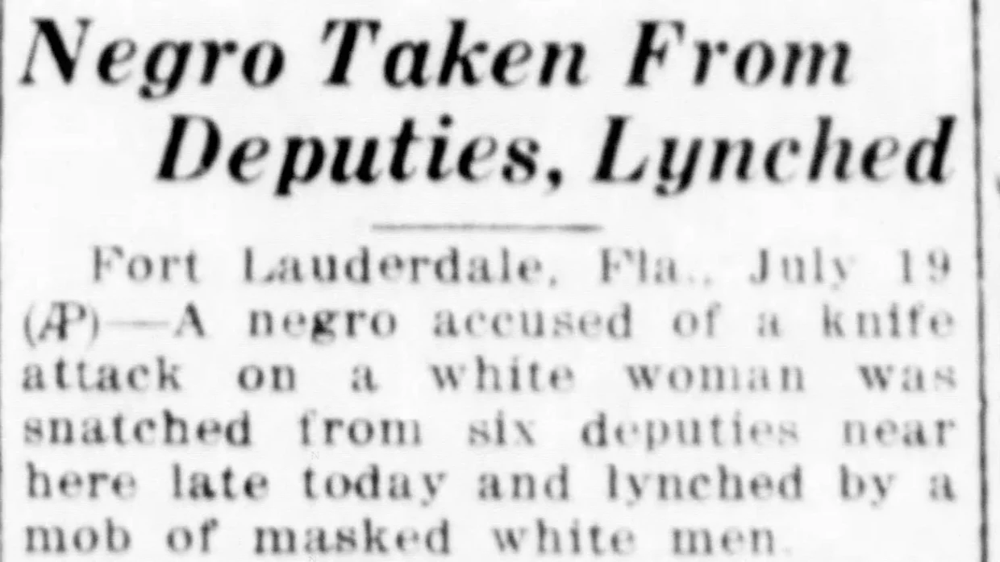 Negro Taken From
Deputies, Lynched
Fort Lauderdale, Fla., July 19
(AP)—A negro accused of a knife
attack on a white woman was
snatched from six deputies near
here late today and lynched by a
mob of masked white men.